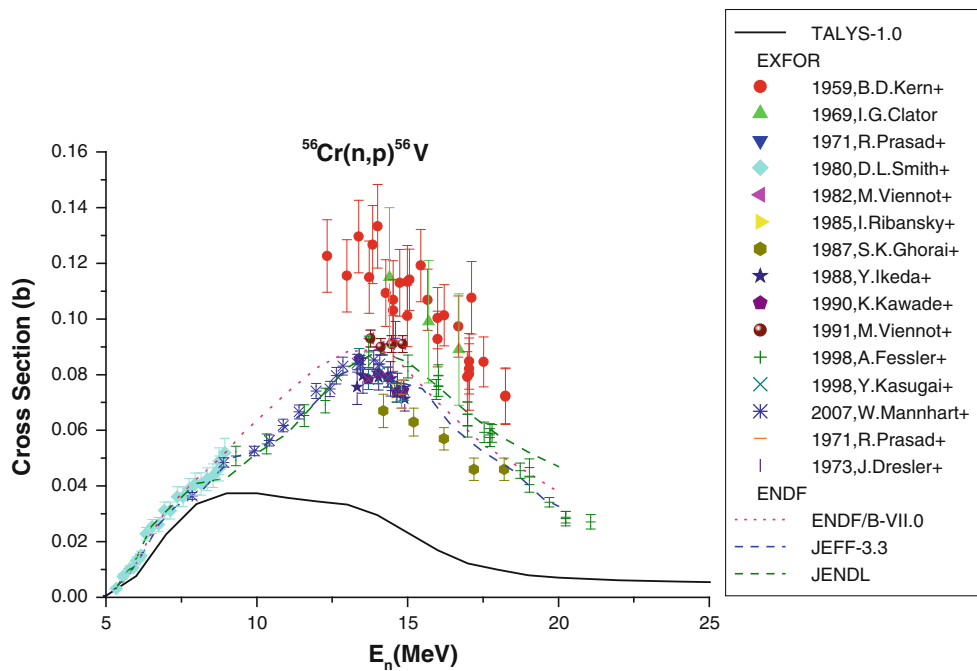 ⁵⁶Cr(n,p)⁵⁶V
Cross Section (b)
0.16
0.14
0.12
0.10
0.08
0.06
0.04
0.02
0.00
5
10
15
20
25
Eₙ(MeV)
TALYS-1.0
EXFOR
1959,B.D.Kern+
1969,I.G.Clator
1971,R.Prasad+
1980,D.L.Smith+
1982,M.Viennot+
1985,I.Ribansky+
1987,S.K.Ghorai+
1988,Y.Ikeda+
1990,K.Kawade+
1991,M.Viennot+
1998,A.Fessler+
1998,Y.Kasugai+
2007,W.Mannhart+
1971,R.Prasad+
1973,J.Dresler+
ENDF
ENDF/B-VII.0
JEFF-3.3
JENDL